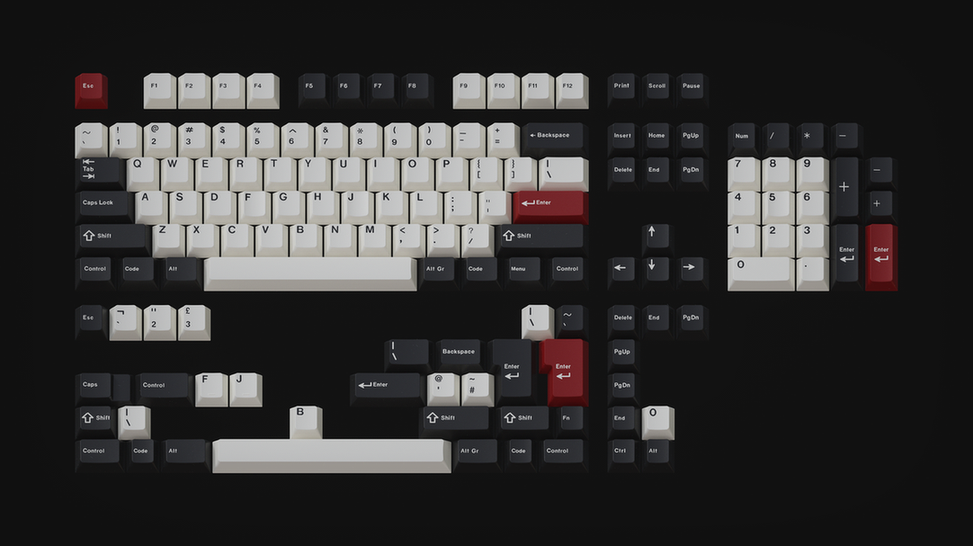 Esc F1 F2 F3 F4 F5 F6 F7 F8 F9 F10 F11 F12 Print Scroll Pause
~ ! @ # $ % ^ & * ( ) _ +
` 1 2 3 4 5 6 7 8 9 0 - = ← Backspace Insert Home PgUp Num / * −
Tab Q W E R T Y U I O P { } | Delete End PgDn 7 8 9 + −
[ ] \
Caps Lock A S D F G H J K L : " Enter 4 5 6 +
; '
Shift Z X C V B N M < > ? Shift ↑ 1 2 3 Enter Enter
, . /
Control Code Alt Alt Gr Code Menu Control ← ↓ → 0 .
Esc ¬ " £ | ~ Delete End PgDn
` 2 3 \ `
| Backspace Enter Enter PgUp
\
Caps Control F J Enter @ ~ PgDn
' #
Shift | B Shift Shift Fn End 0
\
Control Code Alt Alt Gr Code Control Ctrl Alt